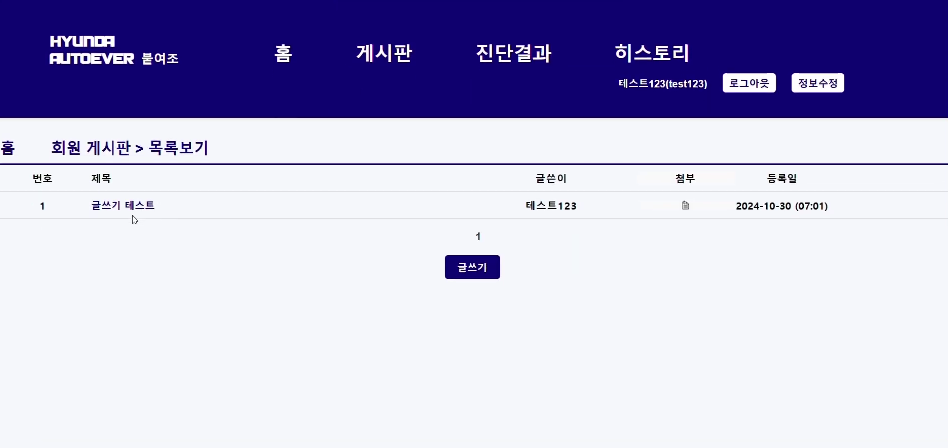 HYUNDA
AUTOEVER 붙여조
홈 게시판 진단결과 히스토리
테스트123(test123) 로그아웃 정보수정
홈 회원 게시판 > 목록보기
번호 제목 글쓴이 첨부 등록일
1 글쓰기 테스트 테스트123 2024-10-30 (07:01)
1
글쓰기